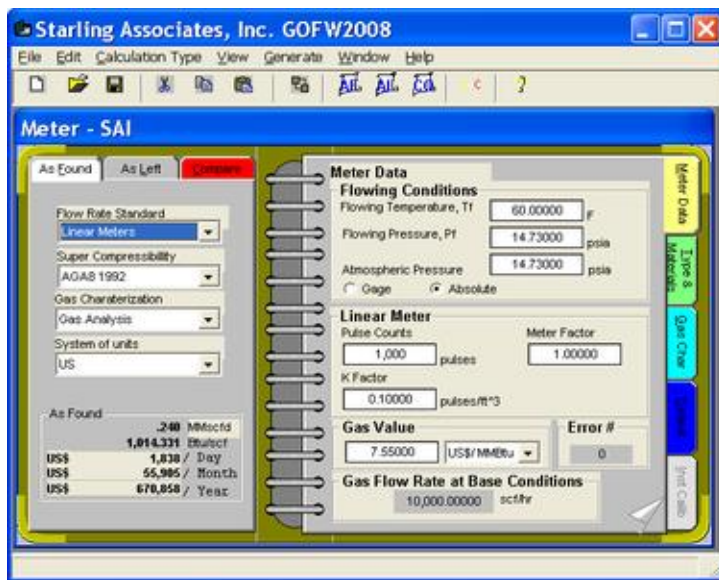 Starling Associates, Inc. GOFW2008
File Edit Calculation Type View Generate Window Help
Meter - SAI
As Found As Left Compare
Flow Rate Standard
Linear Meters
Super Compressibility
AGA8 1992
Gas Charaterization
Gas Analysis
System of units
US
As Found
.240 MMscfd
1,014.331 Btu/scf
US$ 1,838 / Day
US$ 55,905 / Month
US$ 670,858 / Year
Meter Data
Flowing Conditions
Flowing Temperature, Tf 60.00000 F
Flowing Pressure, Pf 14.73000 psia
Atmospheric Pressure 14.73000 psia
Gage Absolute
Linear Meter
Pulse Counts Meter Factor
1,000 pulses 1.00000
K Factor
0.10000 pulses/ft^3
Gas Value Error #
7.55000 US$/MMBtu 0
Gas Flow Rate at Base Conditions
10,000.00000 scf/hr
Meter Data
Type & Materials
Gas Char
Inst Calib